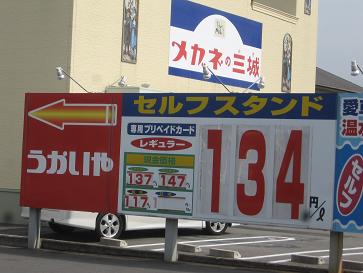 メガネの三城
セルフスタンド
うかいや
専用プリペイドカード
レギュラー
現金価格
137 147
117
134
円/ℓ